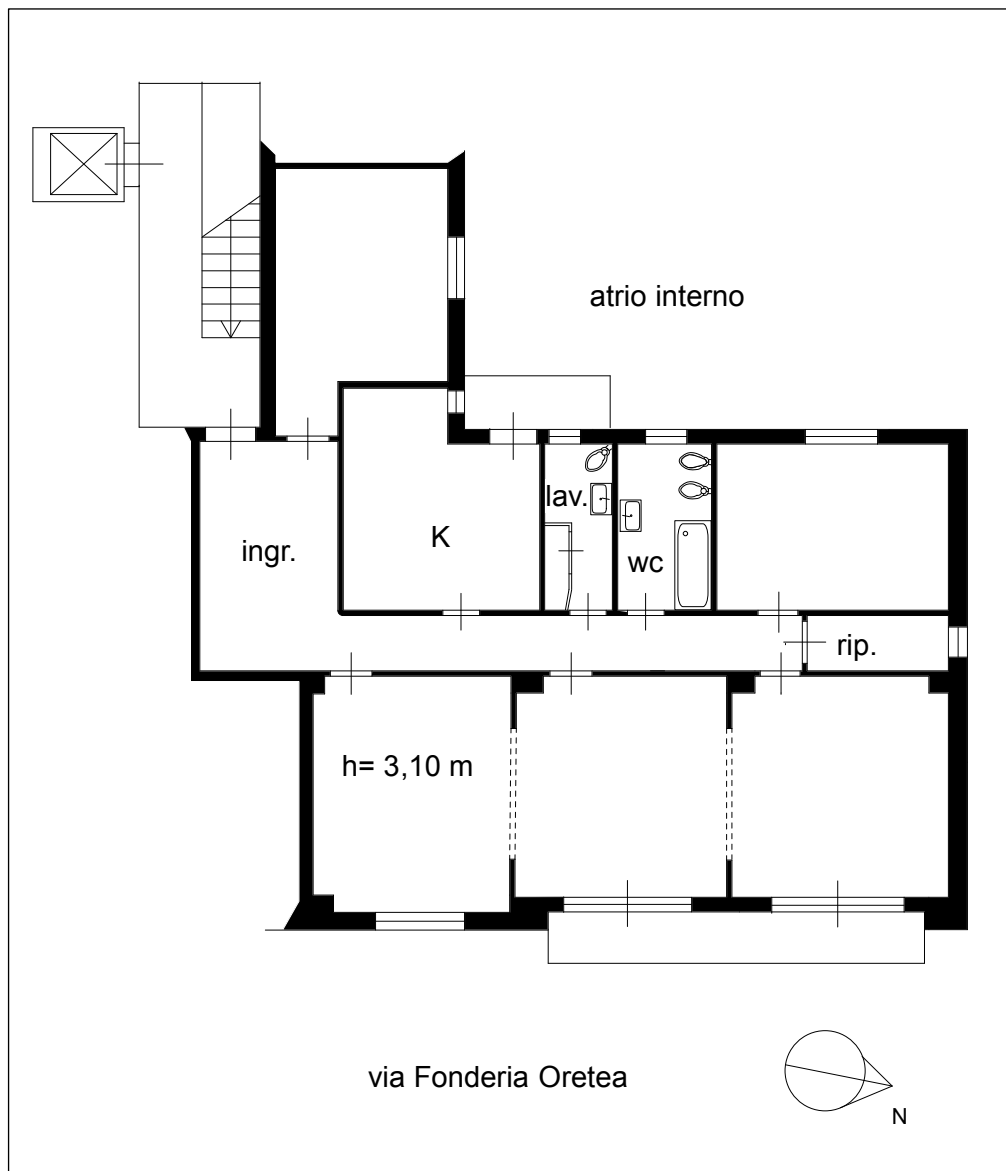 atrio interno
lav.
K
ingr.
wc
rip.
h= 3,10 m
via Fonderia Oretea
N